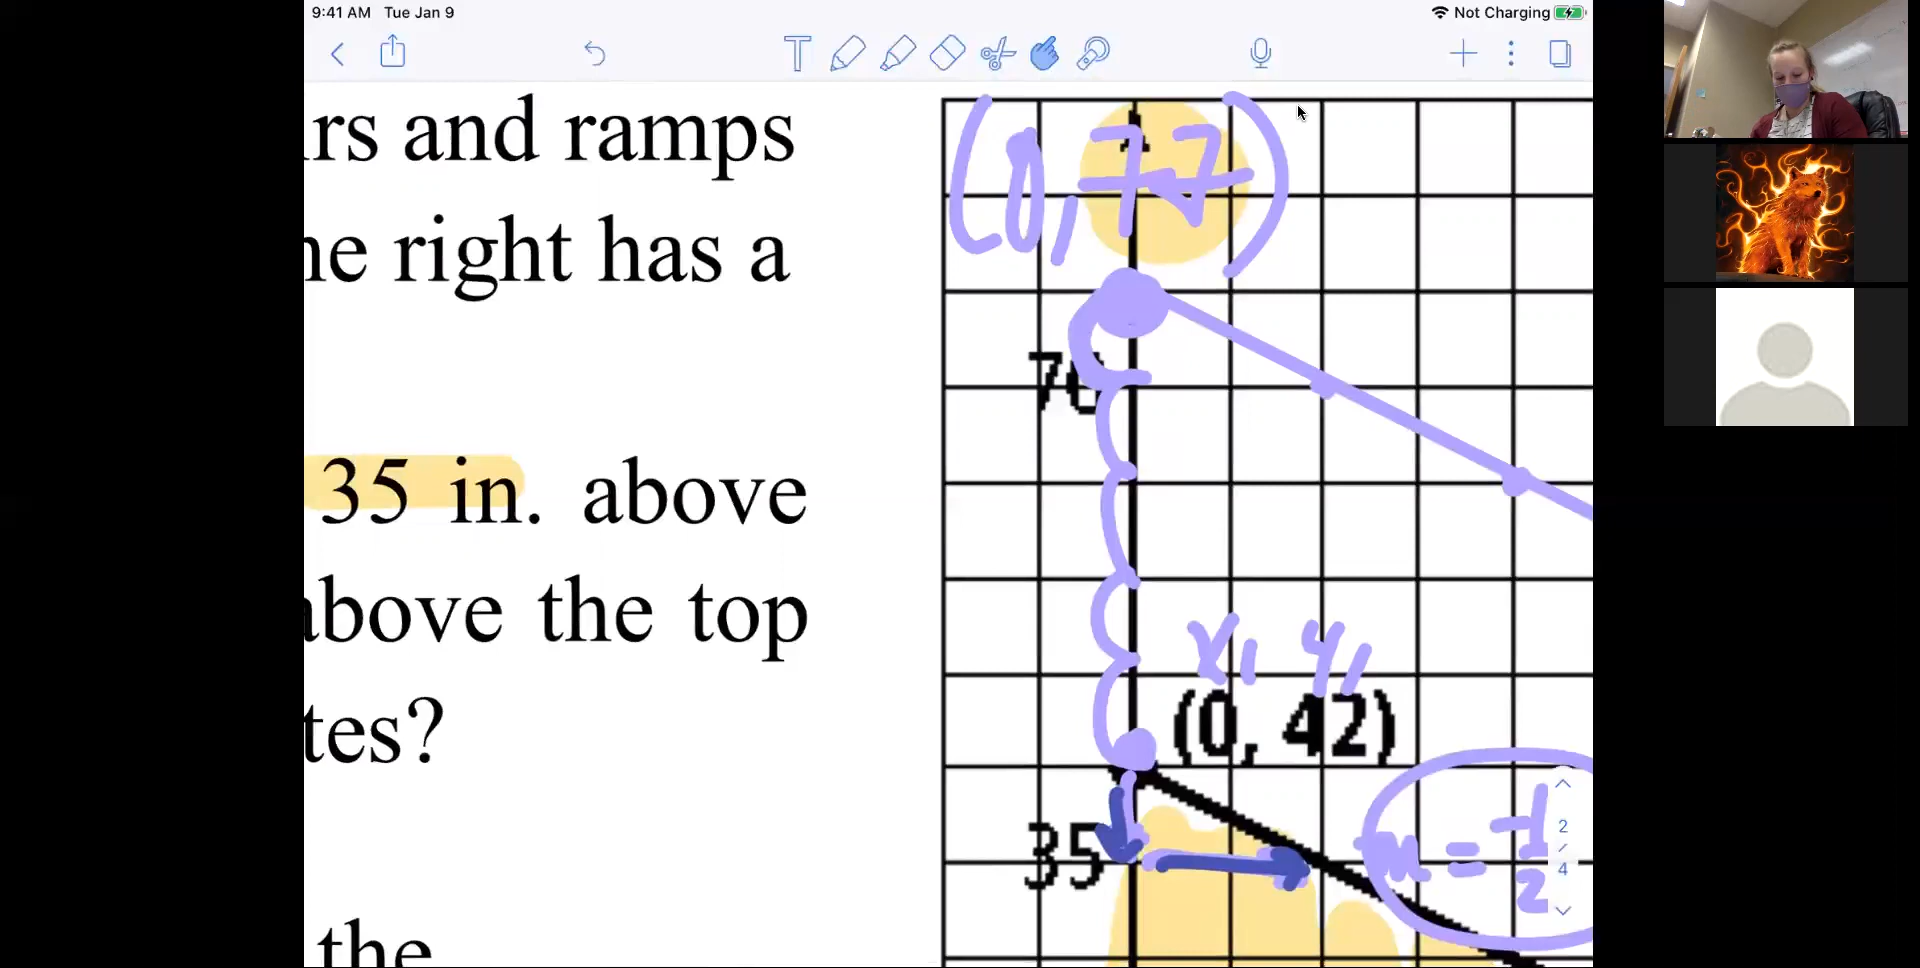 9:41 AM Tue Jan 9
Not Charging
T
rs and ramps
e right has a
35 in. above
bove the top
tes?
the
(0, 77)
70
x1 y1
(0, 42)
35
m = -1/2
2
/
4